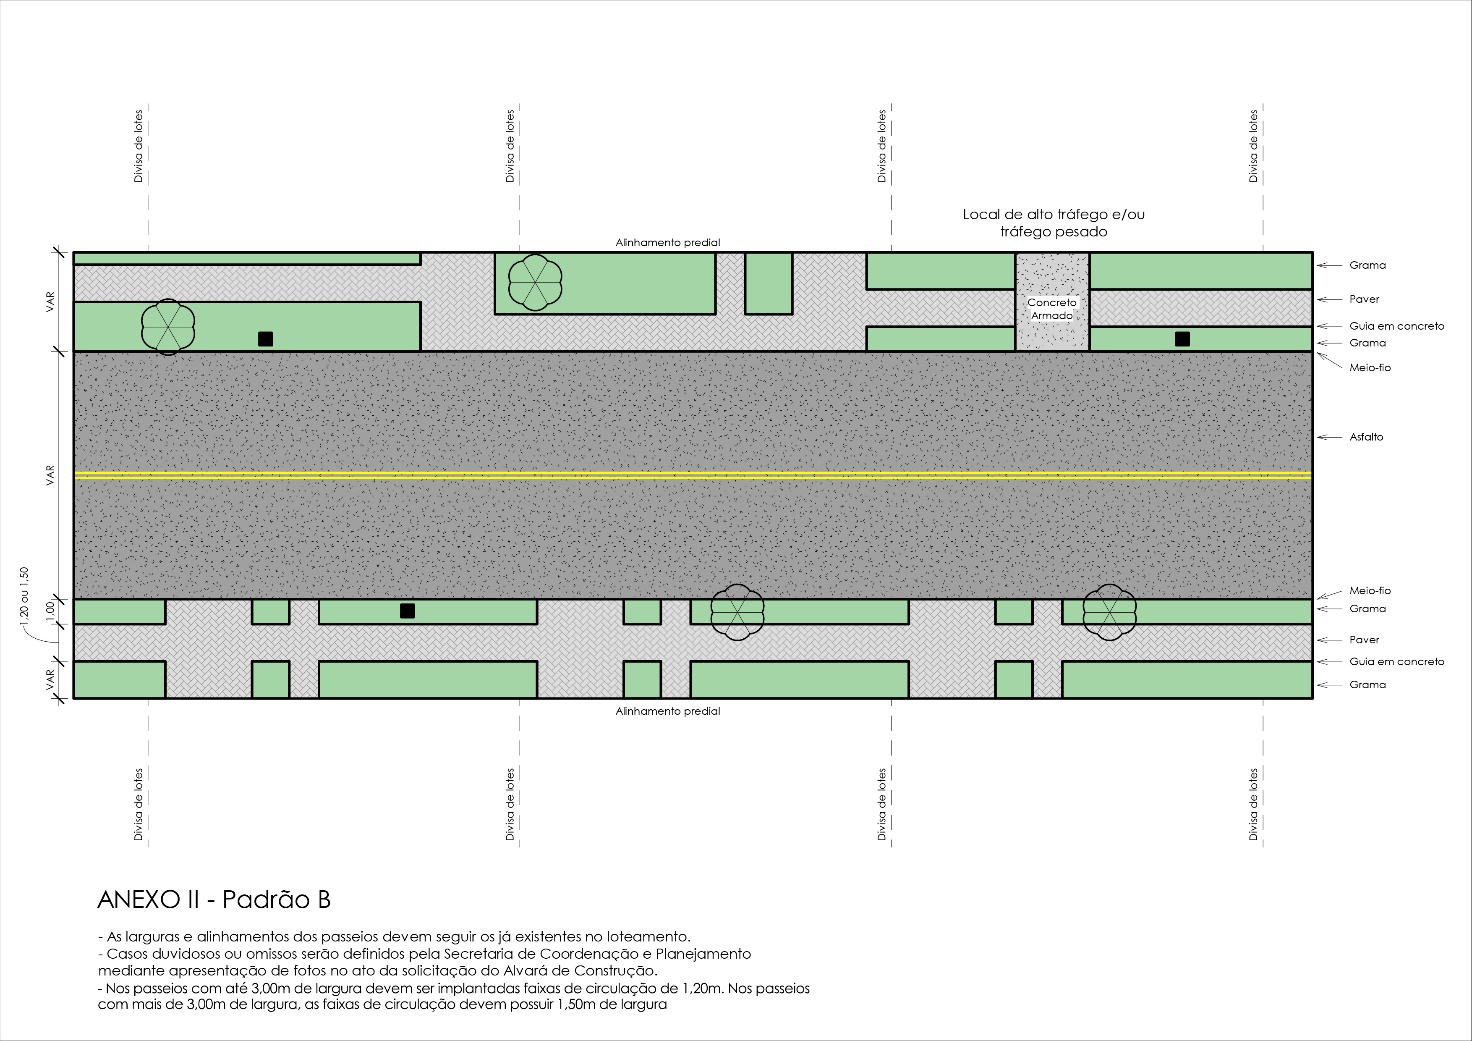 Divisa de lotes
Divisa de lotes
Divisa de lotes
Divisa de lotes
Local de alto tráfego e/ou
tráfego pesado
Alinhamento predial
VAR
Concreto
Armado
Grama
Paver
Guia em concreto
Grama
Meio-fio
VAR
Asfalto
1,20 ou 1,50
1,00
VAR
Meio-fio
Grama
Paver
Guia em concreto
Grama
Alinhamento predial
Divisa de lotes
Divisa de lotes
Divisa de lotes
Divisa de lotes
ANEXO II - Padrão B
- As larguras e alinhamentos dos passeios devem seguir os já existentes no loteamento.
- Casos duvidosos ou omissos serão definidos pela Secretaria de Coordenação e Planejamento
mediante apresentação de fotos no ato da solicitação do Alvará de Construção.
- Nos passeios com até 3,00m de largura devem ser implantadas faixas de circulação de 1,20m. Nos passeios
com mais de 3,00m de largura, as faixas de circulação devem possuir 1,50m de largura